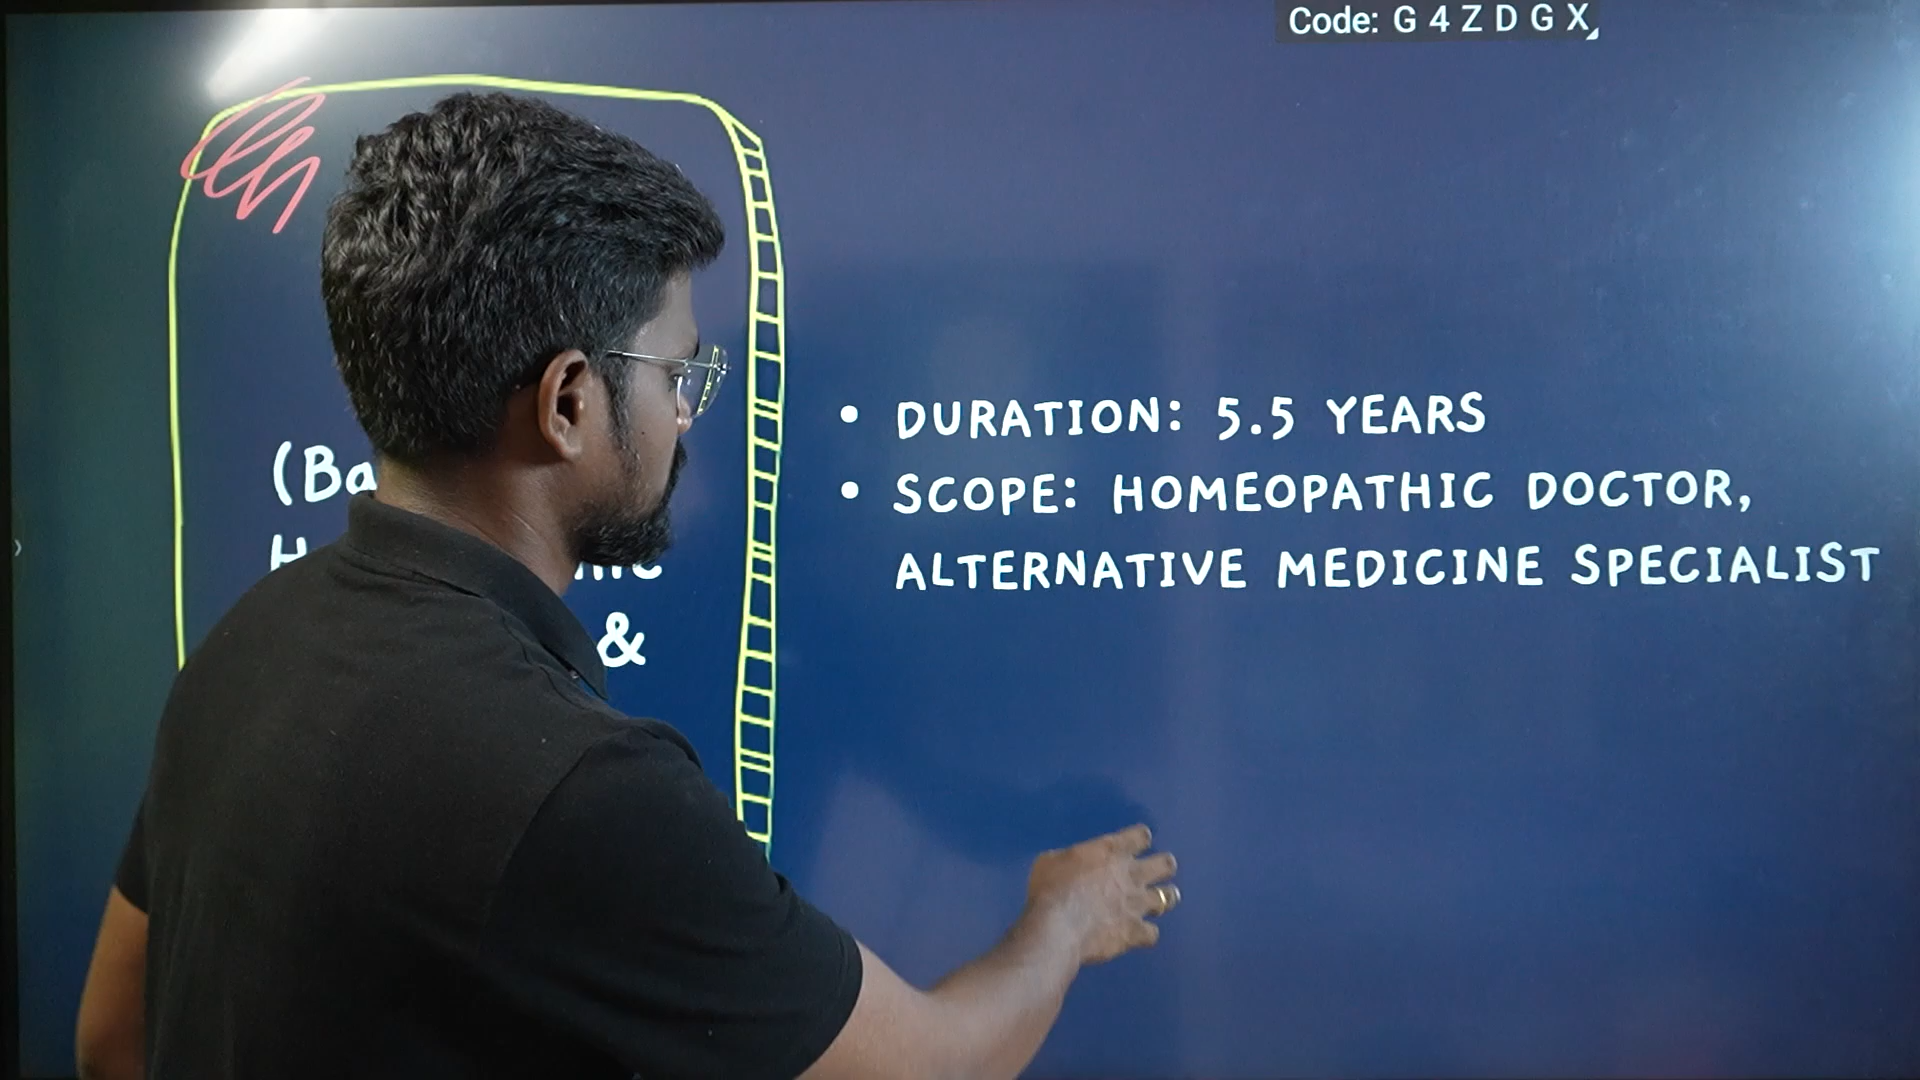 Code: G 4 Z D G X
(Ba
&
• DURATION: 5.5 YEARS
• SCOPE: HOMEOPATHIC DOCTOR,
ALTERNATIVE MEDICINE SPECIALIST